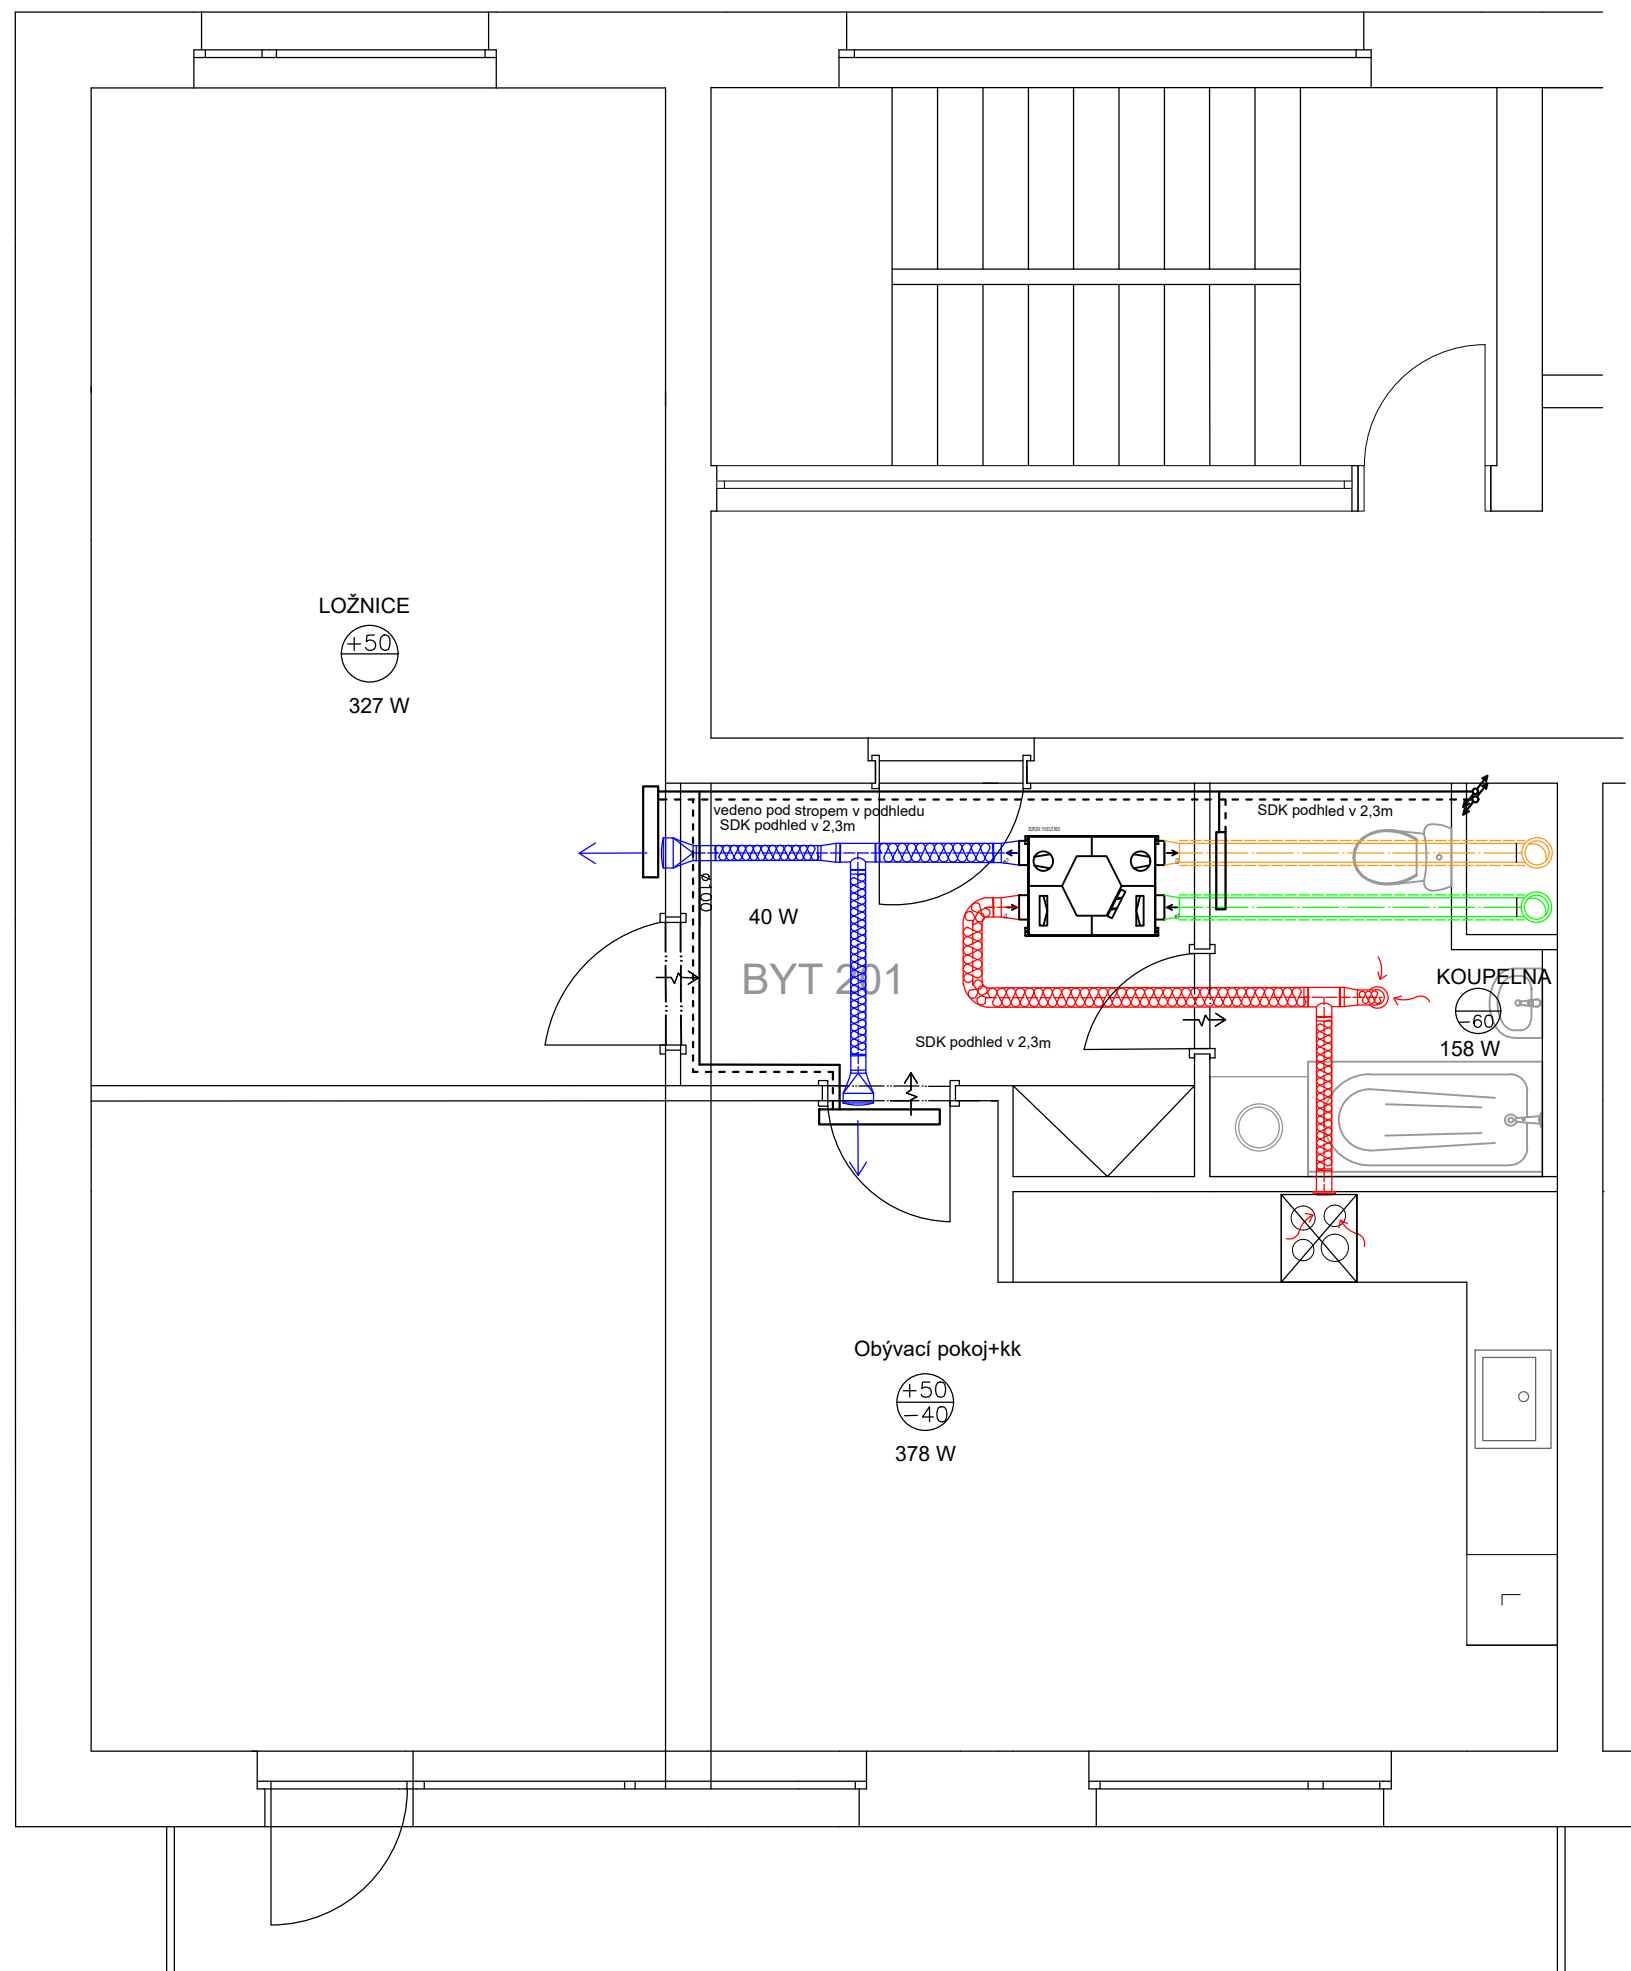 LOŽNICE
+50
327 W
vedeno pod stropem v podhledu
SDK podhled v 2,3m
SDK podhled v 2,3m
ø100
40 W
BYT 201
KOUPELNA
-60
158 W
SDK podhled v 2,3m
Obývací pokoj+kk
+50
-40
378 W
L